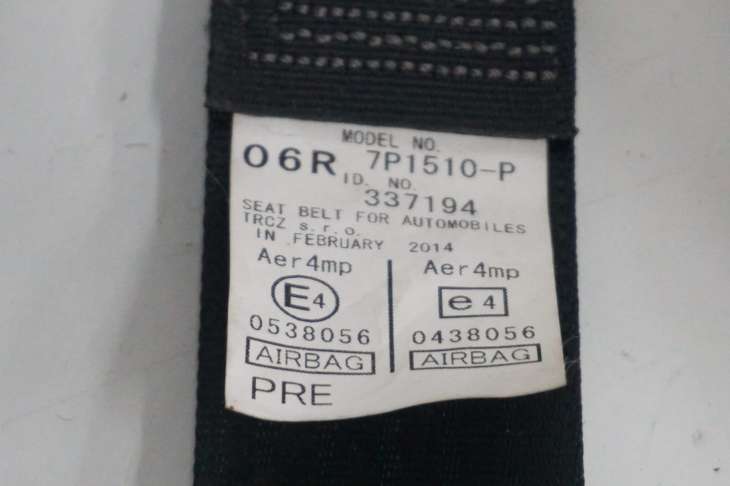 MODEL NO.
06R 7P1510-P
ID. NO.
337194
SEAT BELT FOR AUTOMOBILES
TRCZ s.r.o.
IN FEBRUARY 2014
Aer4mp Aer4mp
E4 e4
0538056 0438056
AIRBAG AIRBAG
PRE